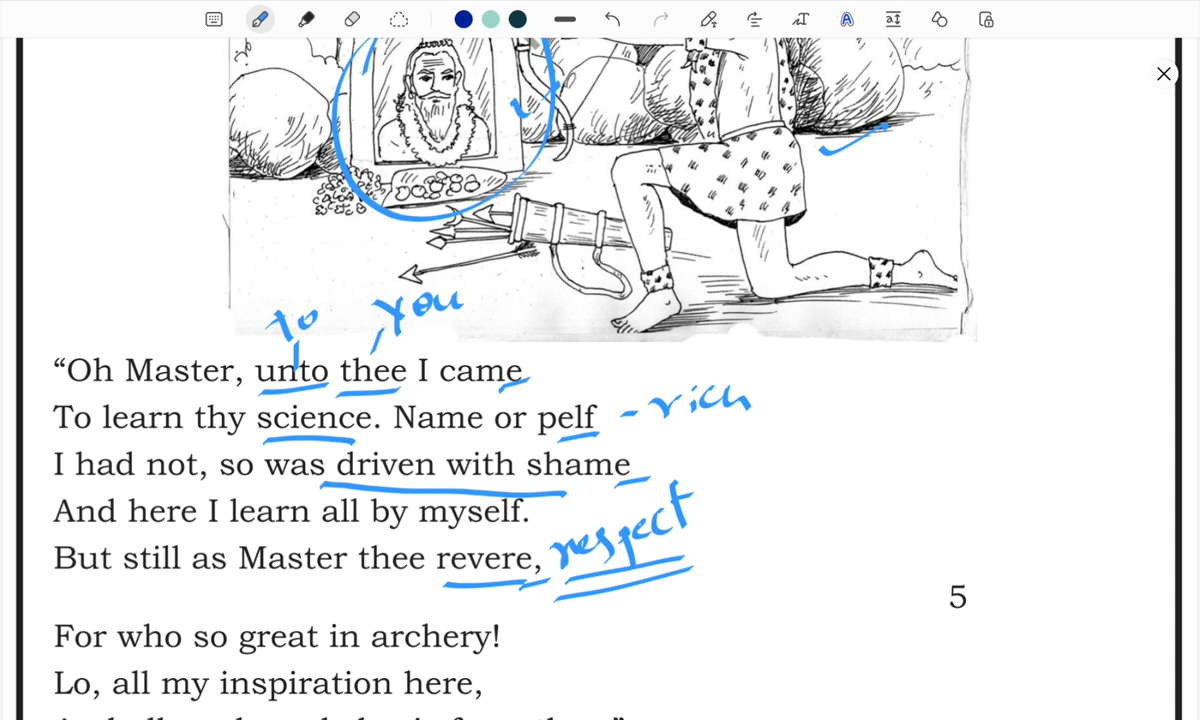 to you
“Oh Master, unto thee I came
To learn thy science. Name or pelf - rich
I had not, so was driven with shame
And here I learn all by myself.
But still as Master thee revere, respect
5
For who so great in archery!
Lo, all my inspiration here,